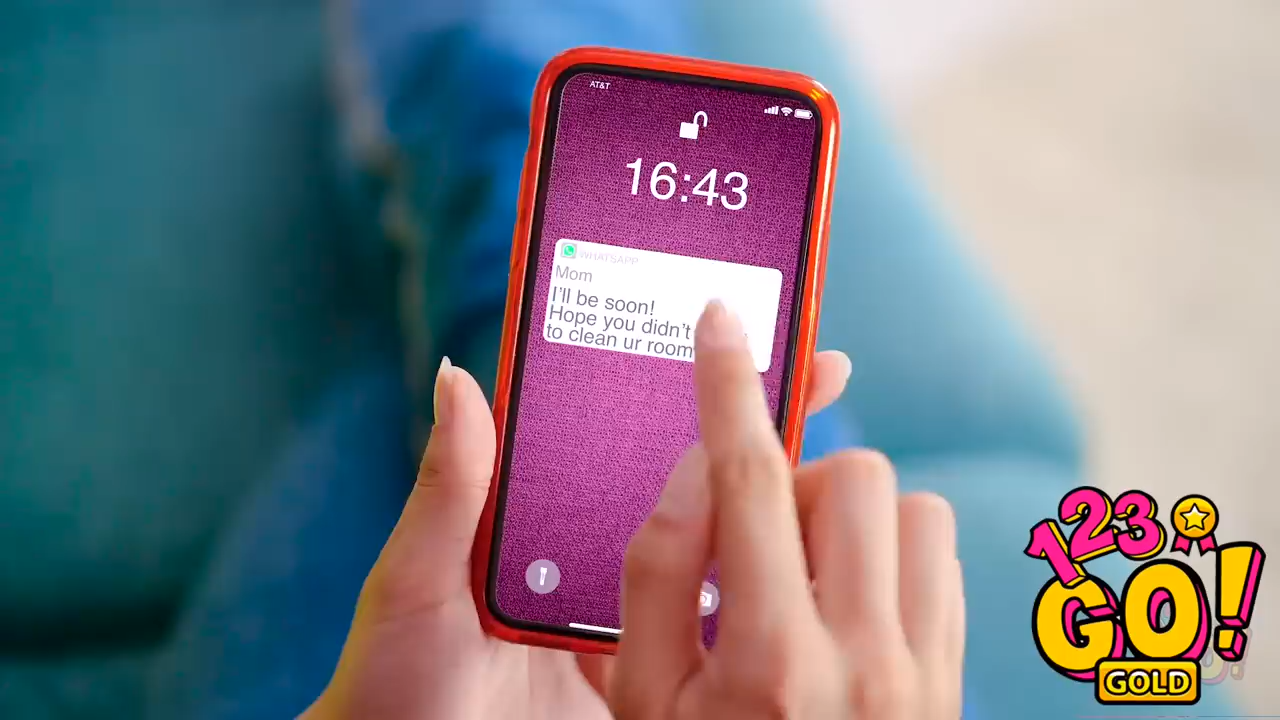 AT&T
16:43
WHATSAPP
Mom
I'll be soon!
Hope you didn't
to clean ur room
123
GO!
GOLD